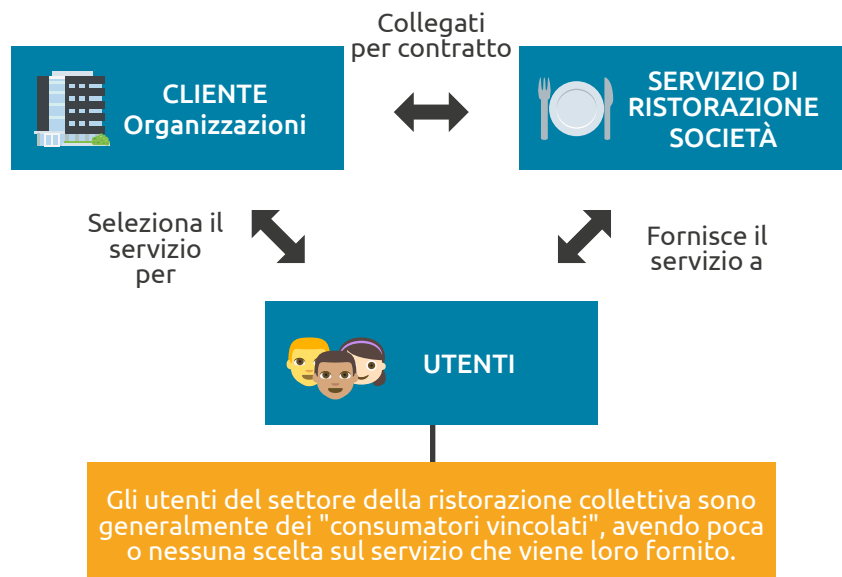 Collegati
per contratto
CLIENTE
Organizzazioni
SERVIZIO DI
RISTORAZIONE
SOCIETÀ
Seleziona il
servizio
per
Fornisce il
servizio a
UTENTI
Gli utenti del settore della ristorazione collettiva sono
generalmente dei "consumatori vincolati", avendo poca
o nessuna scelta sul servizio che viene loro fornito.